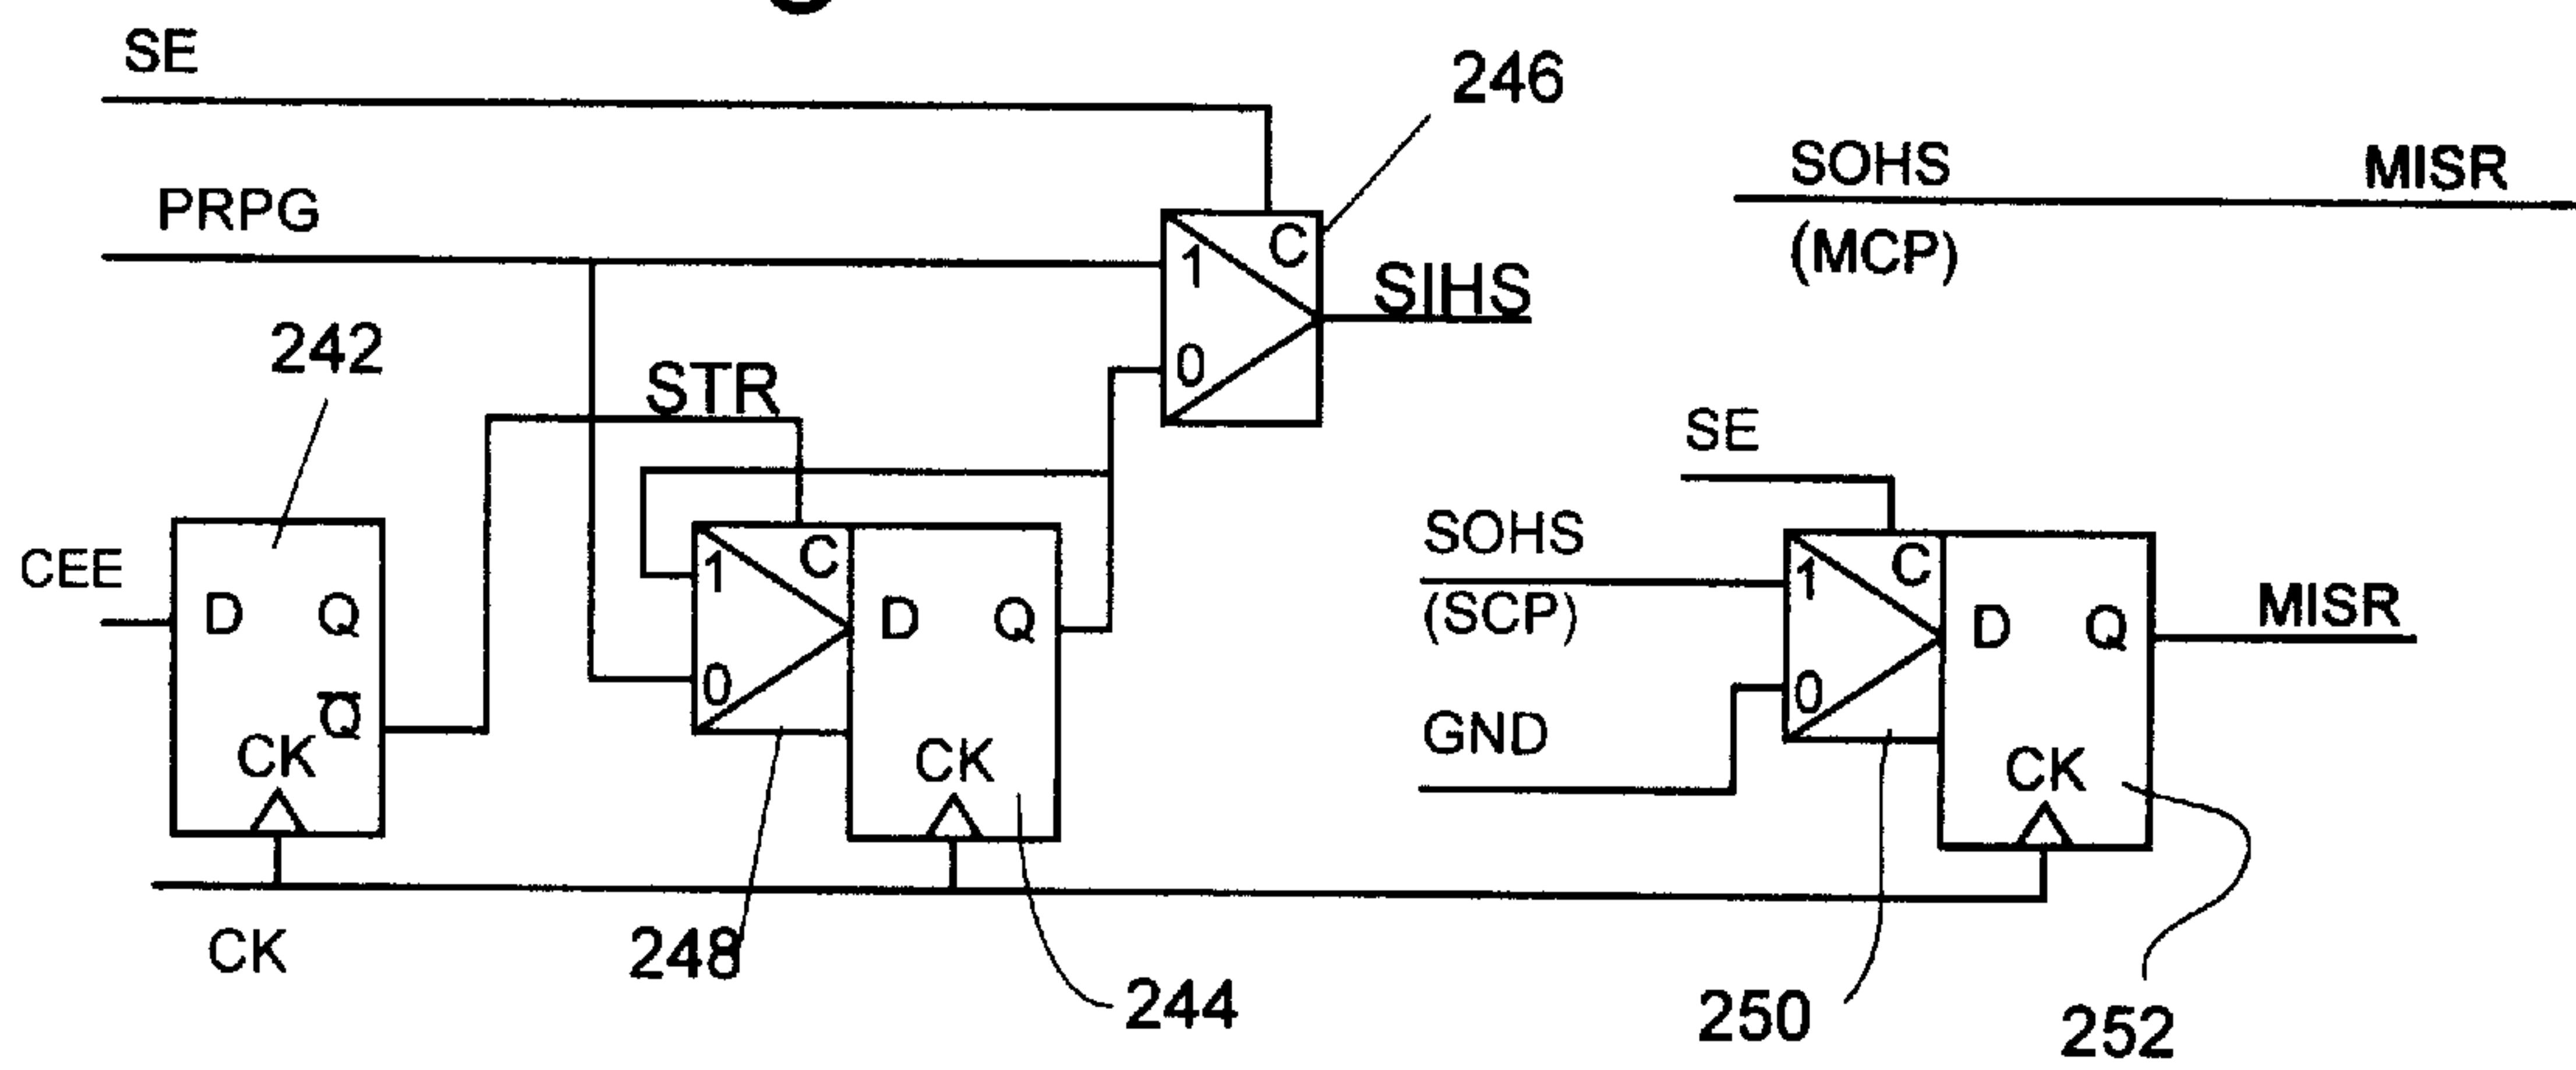 SE
246
SOHS
MISR
PRPG
(MCP)
1
C
SIHS
242
0
STR
SE
CEE
SOHS
1
C
1
C
D
Q
D
Q
(SCP)
D
Q
MISR
0
0
Q
GND
CK
CK
CK
CK
248
244
250
252